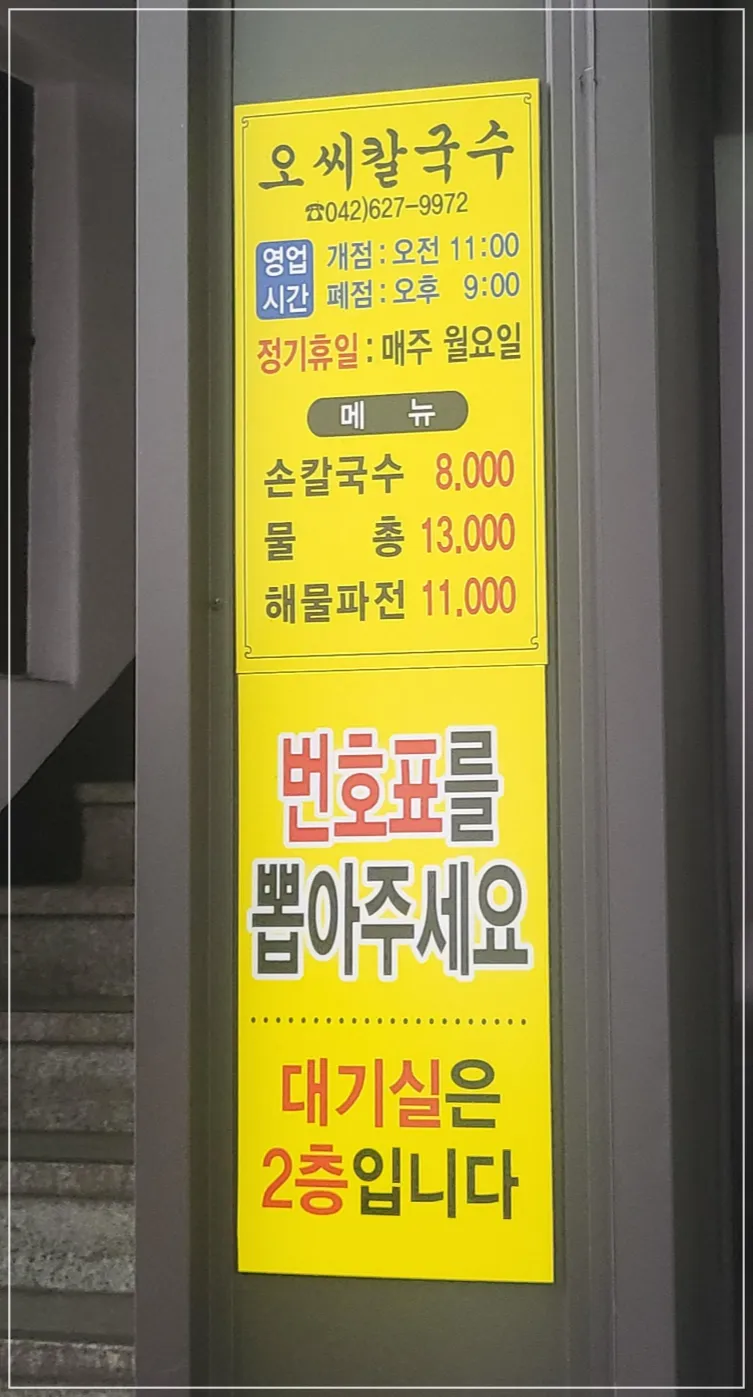 오씨칼국수
☎042)627-9972
영업 시간
개점 : 오전 11:00
폐점 : 오후 9:00
정기휴일 : 매주 월요일
메 뉴
손칼국수 8.000
물 총 13.000
해물파전 11.000
번호표를
뽑아주세요
대기실은
2층입니다